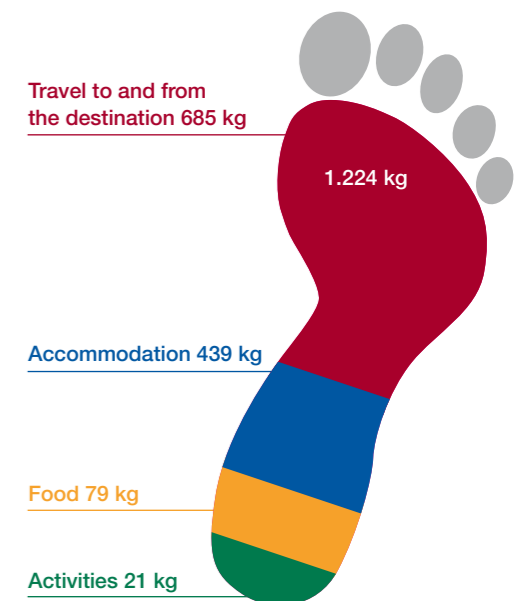 Travel to and from
the destination 685 kg
1.224 kg
Accommodation 439 kg
Food 79 kg
Activities 21 kg